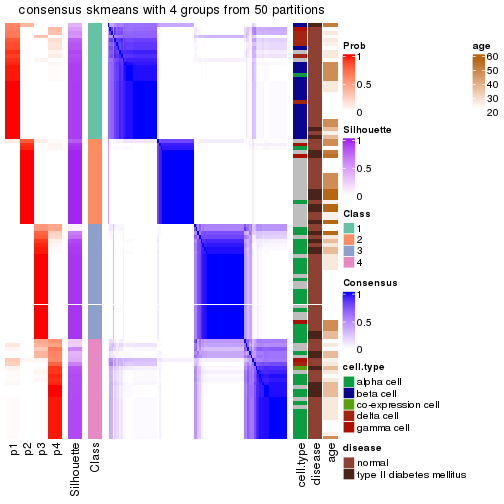 consensus skmeans with 4 groups from 50 partitions
Prob
1
0.5
0
age
60
50
40
30
20
Silhouette
1
0.5
0
Class
1
2
3
4
Consensus
1
0.5
0
cell.type
alpha cell
beta cell
co-expression cell
delta cell
gamma cell
disease
normal
type II diabetes mellitus
p1
p2
p3
p4
Silhouette
Class
cell.type
disease
age